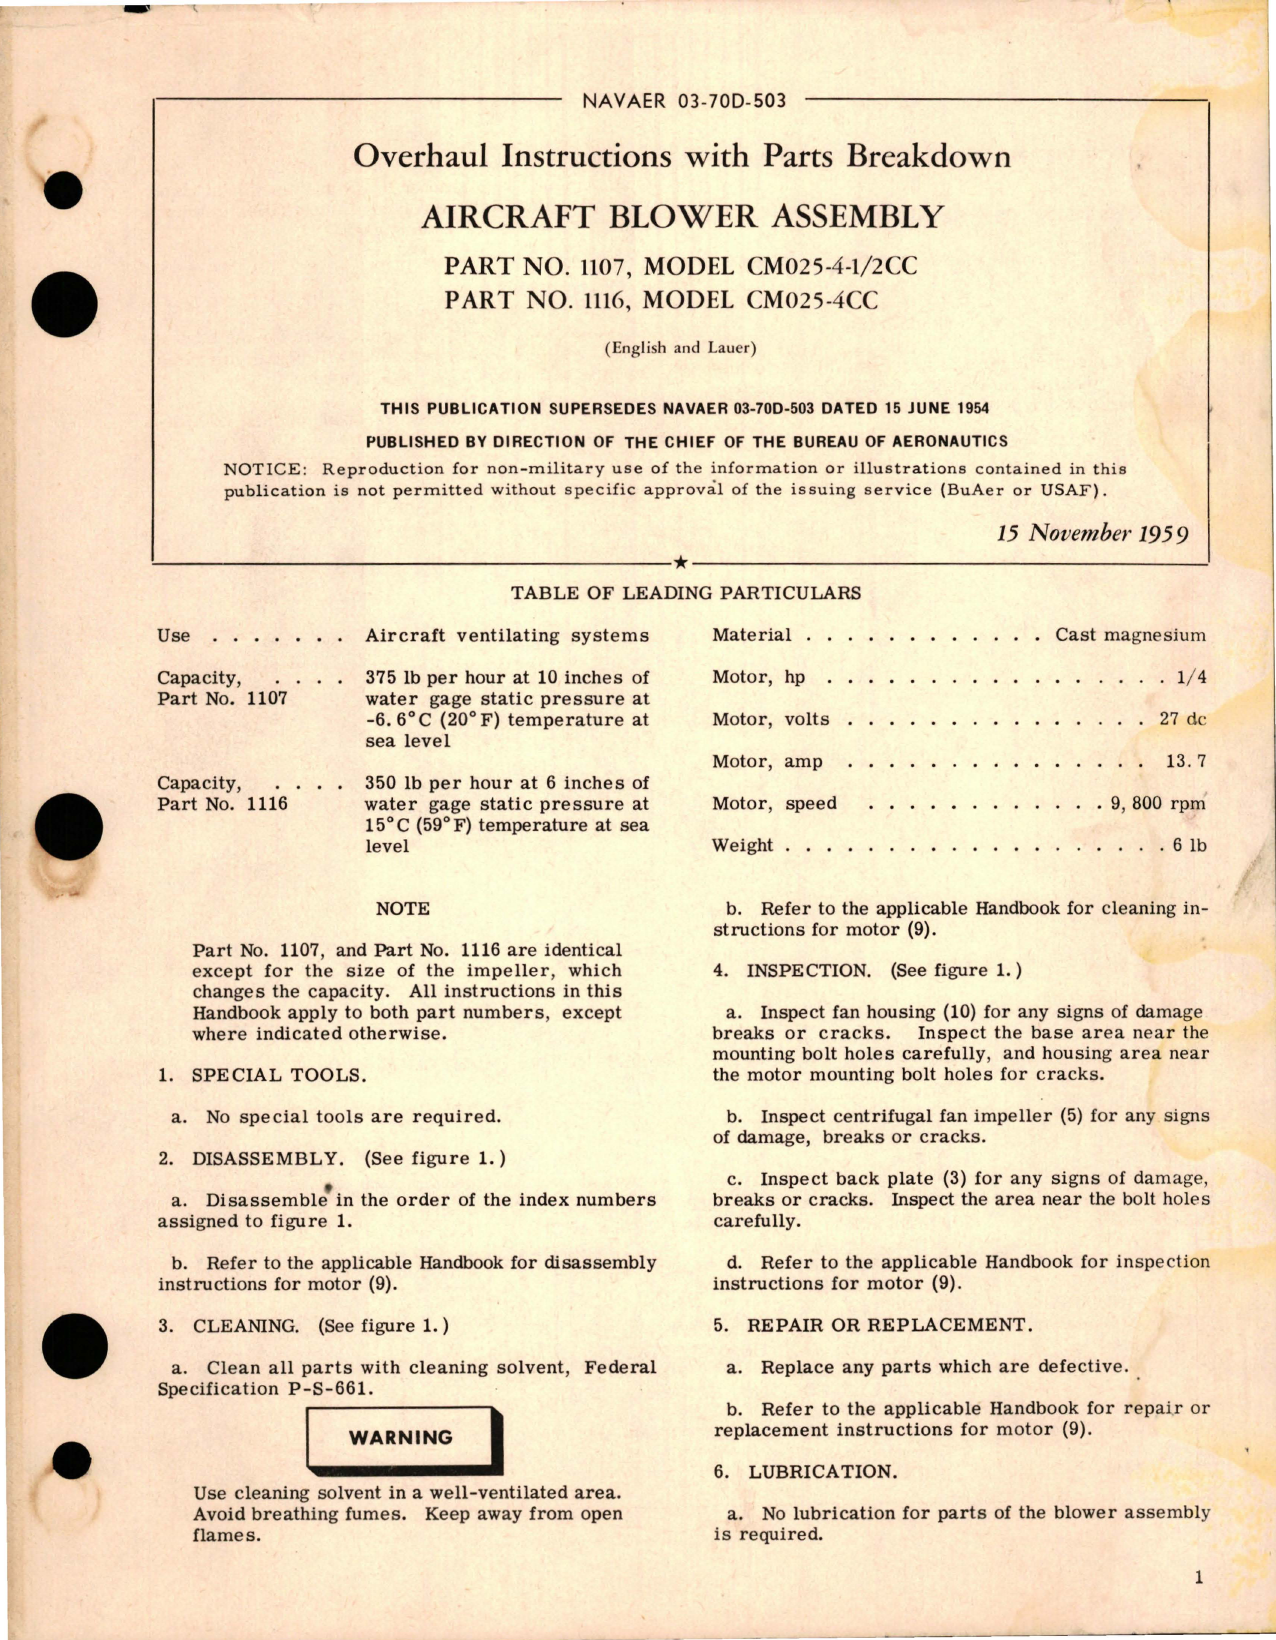 NAVAER 03-70D-503
Overhaul Instructions with Parts Breakdown
AIRCRAFT BLOWER ASSEMBLY
PART NO. 1107, MODEL CM025-4-1/2CC
PART NO. 1116, MODEL CM025-4CC
(English and Lauer)
THIS PUBLICATION SUPERSEDES NAVAER 03-70D-503 DATED 15 JUNE 1954
PUBLISHED BY DIRECTION OF THE CHIEF OF THE BUREAU OF AERONAUTICS
NOTICE: Reproduction for non-military use of the information or illustrations contained in this
publication is not permitted without specific approval of the issuing service (BuAer or USAF).
15 November 1959
TABLE OF LEADING PARTICULARS
Use . . . . . . . Aircraft ventilating systems
Capacity, . . . . 375 lb per hour at 10 inches of
Part No. 1107 water gage static pressure at
-6.6°C (20°F) temperature at
sea level
Capacity, . . . . 350 lb per hour at 6 inches of
Part No. 1116 water gage static pressure at
15°C (59°F) temperature at sea
level
Material . . . . . . . . . . . . Cast magnesium
Motor, hp . . . . . . . . . . . . . . . . . 1/4
Motor, volts . . . . . . . . . . . . . . . 27 dc
Motor, amp . . . . . . . . . . . . . . . 13.7
Motor, speed . . . . . . . . . . . . 9,800 rpm
Weight . . . . . . . . . . . . . . . . . . . 6 lb
NOTE
Part No. 1107, and Part No. 1116 are identical
except for the size of the impeller, which
changes the capacity. All instructions in this
Handbook apply to both part numbers, except
where indicated otherwise.
1. SPECIAL TOOLS.
a. No special tools are required.
2. DISASSEMBLY. (See figure 1.)
a. Disassemble in the order of the index numbers
assigned to figure 1.
b. Refer to the applicable Handbook for disassembly
instructions for motor (9).
3. CLEANING. (See figure 1.)
a. Clean all parts with cleaning solvent, Federal
Specification P-S-661.
WARNING
Use cleaning solvent in a well-ventilated area.
Avoid breathing fumes. Keep away from open
flames.
b. Refer to the applicable Handbook for cleaning in-
structions for motor (9).
4. INSPECTION. (See figure 1.)
a. Inspect fan housing (10) for any signs of damage
breaks or cracks. Inspect the base area near the
mounting bolt holes carefully, and housing area near
the motor mounting bolt holes for cracks.
b. Inspect centrifugal fan impeller (5) for any signs
of damage, breaks or cracks.
c. Inspect back plate (3) for any signs of damage,
breaks or cracks. Inspect the area near the bolt holes
carefully.
d. Refer to the applicable Handbook for inspection
instructions for motor (9).
5. REPAIR OR REPLACEMENT.
a. Replace any parts which are defective.
b. Refer to the applicable Handbook for repair or
replacement instructions for motor (9).
6. LUBRICATION.
a. No lubrication for parts of the blower assembly
is required.
1